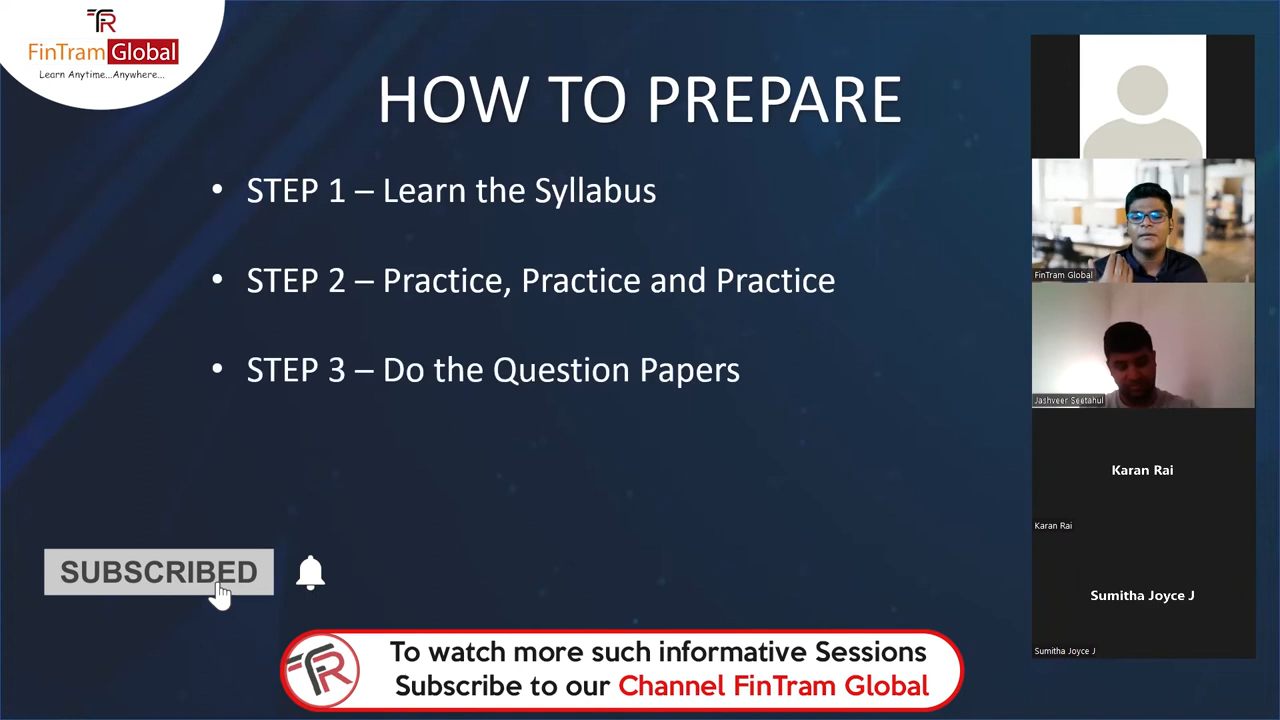 FinTram Global
Learn Anytime...Anywhere...
HOW TO PREPARE
• STEP 1 – Learn the Syllabus
• STEP 2 – Practice, Practice and Practice
• STEP 3 – Do the Question Papers
FinTram Global
Jashveer Seetahul
Karan Rai
Karan Rai
Sumitha Joyce J
Sumitha Joyce J
SUBSCRIBED
To watch more such informative Sessions
Subscribe to our Channel FinTram Global